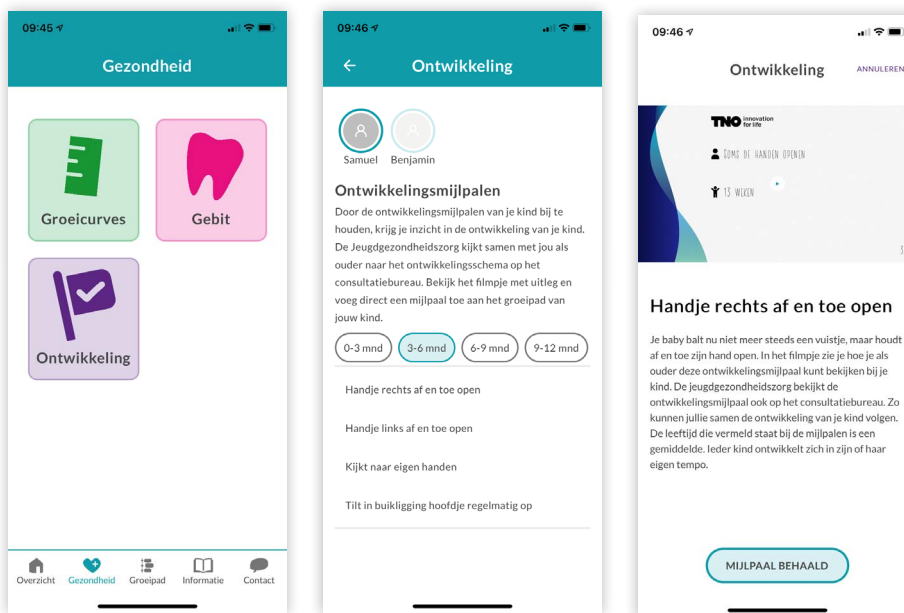 09:45
Gezondheid
Groeicurves
Gebit
Ontwikkeling
Overzicht
Gezondheid
Groeipad
Informatie
Contact
09:46
Ontwikkeling
Samuel
Benjamin
Ontwikkelingsmijlpalen
Door de ontwikkelingsmijlpalen van je kind bij te
houden, krijg je inzicht in de ontwikkeling van je kind.
De Jeugdgezondheidszorg kijkt samen met jou als
ouder naar het ontwikkelingsschema op het
consultatiebureau. Bekijk het filmpje met uitleg en
voeg direct een mijlpaal toe aan het groeipad van
jouw kind.
0-3 mnd
3-6 mnd
6-9 mnd
9-12 mnd
Handje rechts af en toe open
Handje links af en toe open
Kijkt naar eigen handen
Tilt in buikligging hoofdje regelmatig op
09:46
Ontwikkeling
ANNULEREN
TNO innovation
for life
SOMS DE HANDEN OPENEN
13 WEKEN
3
Handje rechts af en toe open
Je baby balt nu niet meer steeds een vuistje, maar houdt
af en toe zijn hand open. In het filmpje zie je hoe je als
ouder deze ontwikkelingsmijlpaal kunt bekijken bij je
kind. De jeugdgezondheidszorg bekijkt de
ontwikkelingsmijlpaal ook op het consultatiebureau. Zo
kunnen jullie samen de ontwikkeling van je kind volgen.
De leeftijd die vermeld staat bij de mijlpalen is een
gemiddelde. Ieder kind ontwikkelt zich in zijn of haar
eigen tempo.
MIJLPAAL BEHAALD